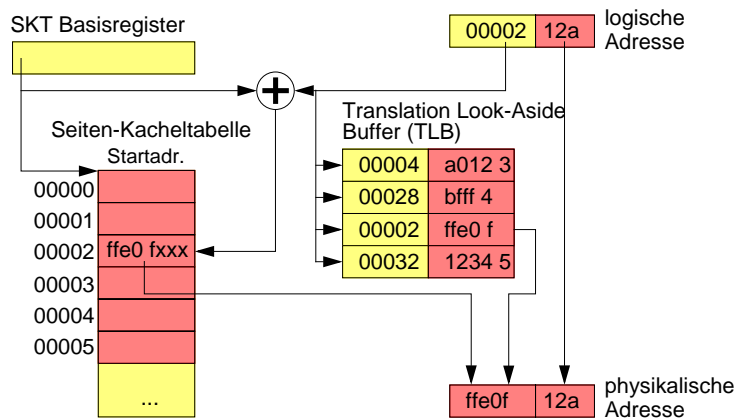 SKT Basisregister
00002 12a
logische
Adresse
Seiten-Kacheltabelle
Startadr.
Translation Look-Aside
Buffer (TLB)
00000
00001
00002 ffe0 fxxx
00003
00004
00005
...
00004 a012 3
00028 bfff 4
00002 ffe0 f
00032 1234 5
ffe0f 12a
physikalische
Adresse